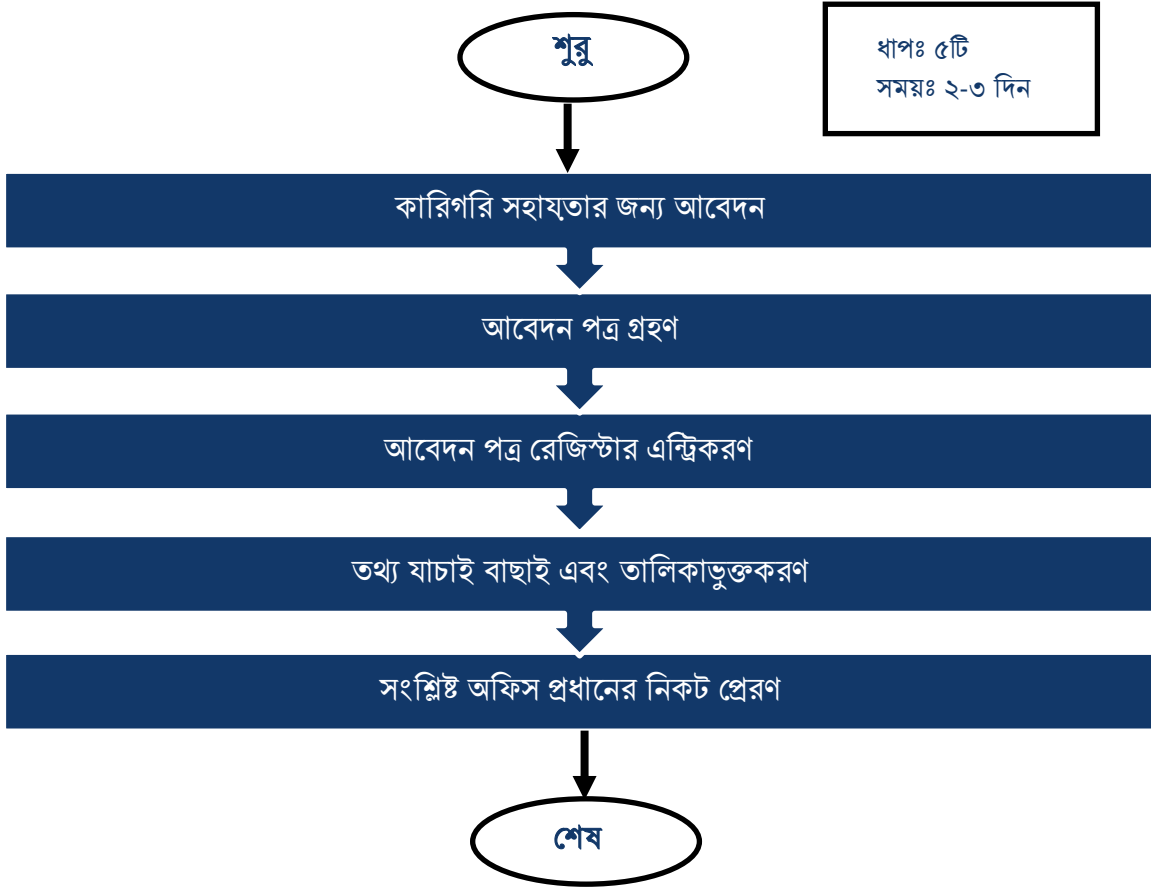 শুরু
ধাপঃ ৫টি
সময়ঃ ২-৩ দিন
কারিগরি সহায়তার জন্য আবেদন
আবেদন পত্র গ্রহণ
আবেদন পত্র রেজিস্টার এন্ট্রিকরণ
তথ্য যাচাই বাছাই এবং তালিকাভুক্তকরণ
সংশ্লিষ্ট অফিস প্রধানের নিকট প্রেরণ
শেষ